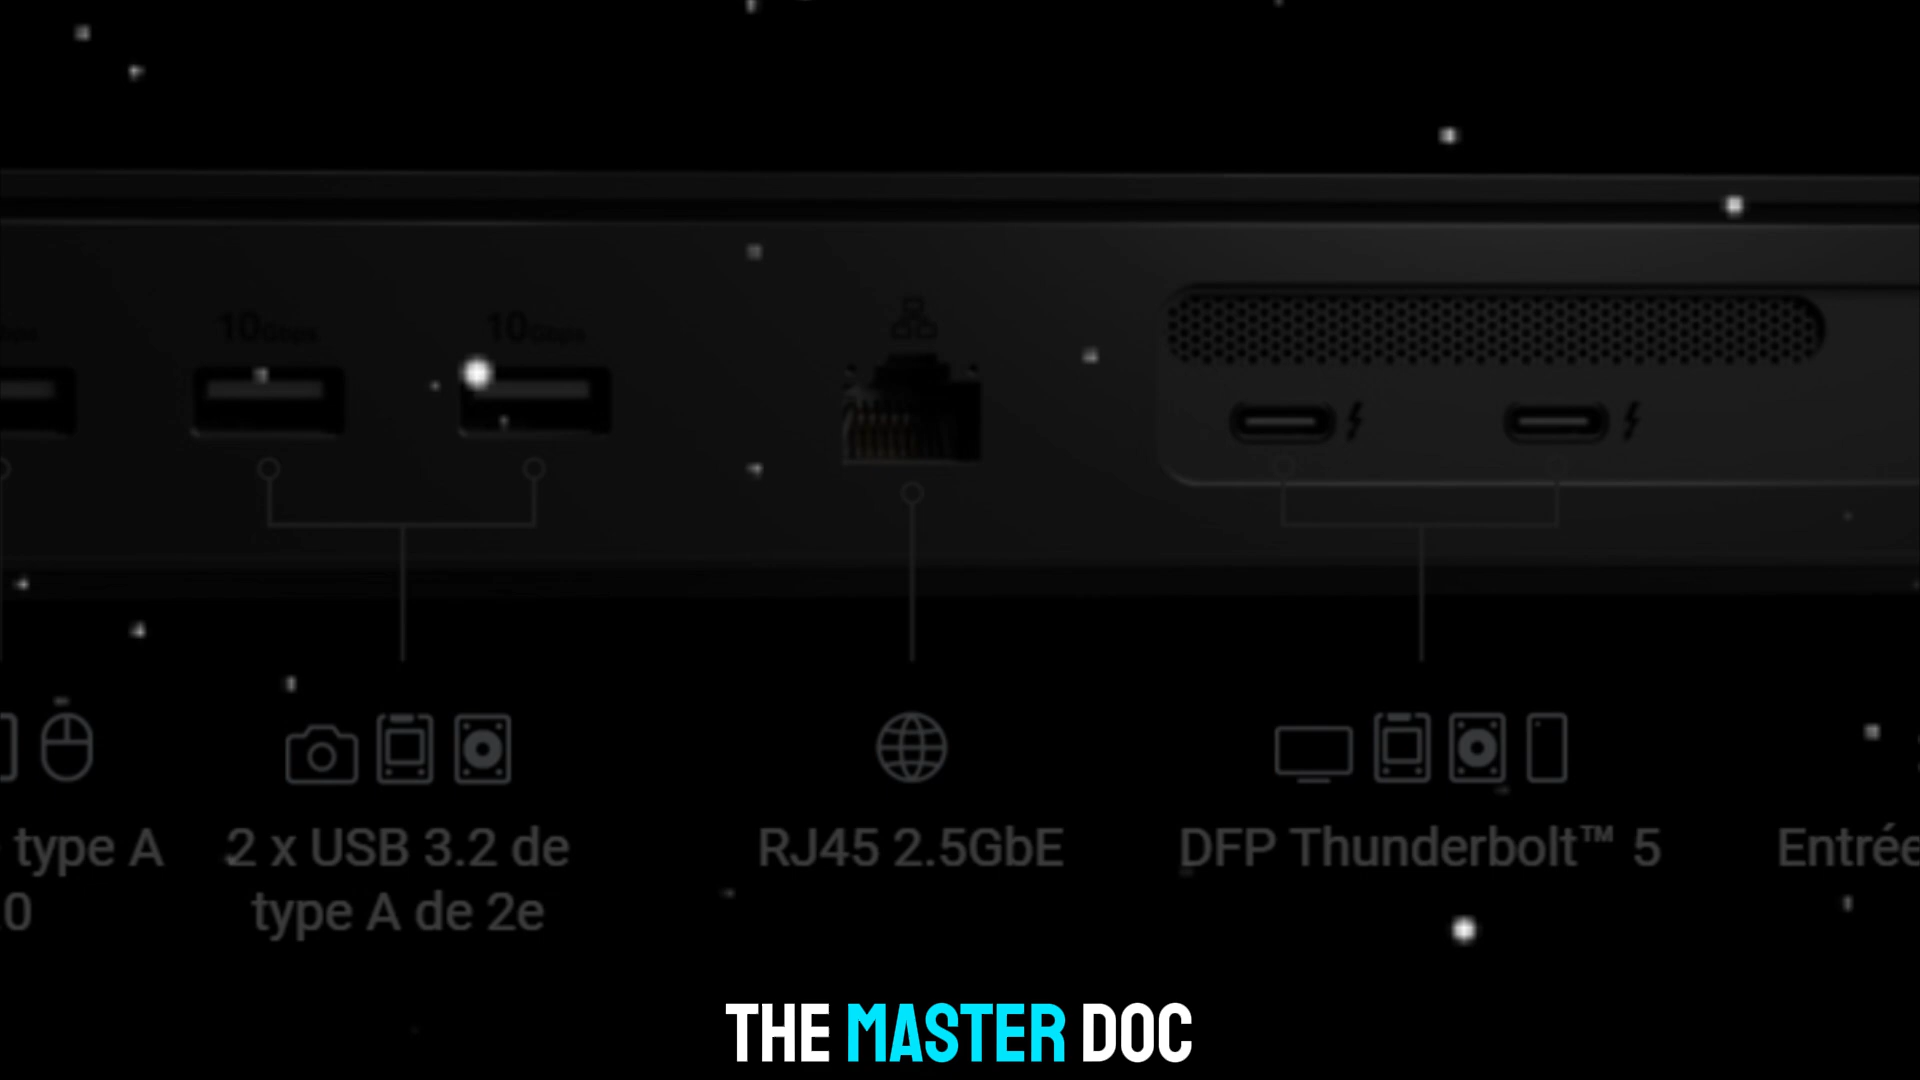 10Gbps
10Gbps
type A
0
2 x USB 3.2 de
type A de 2e
RJ45 2.5GbE
DFP Thunderbolt™ 5
Entrée
THE MASTER DOC